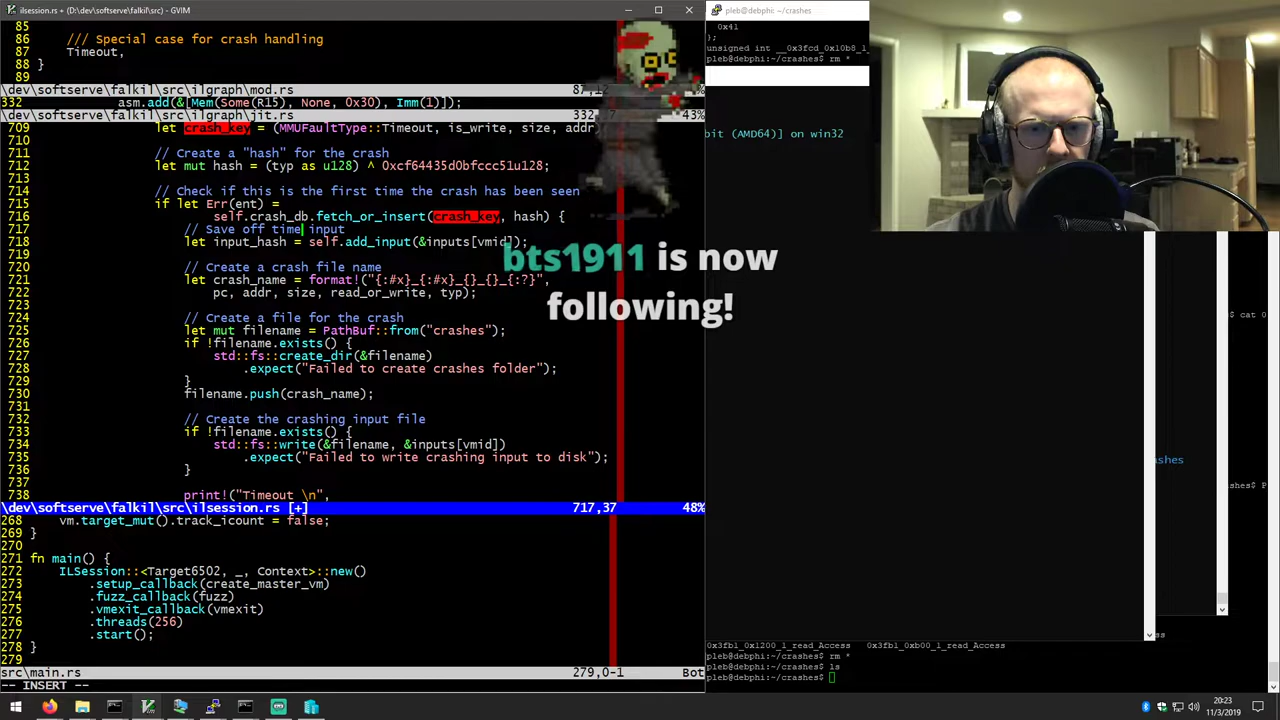 ilsession.rs + (D:\dev\softserve\falkil\src) - GVIM
85
86     /// Special case for crash handling
87     Timeout,
88 }
89
\dev\softserve\falkil\src\ilgraph\mod.rs
332             asm.add(&[Mem(Some(R15), None, 0x30), Imm(1)]);
\dev\softserve\falkil\src\ilgraph\jit.rs 43%
709                 let crash_key = (MMUFaultType::Timeout, is_write, size, addr)
710
711                 // Create a "hash" for the crash
712                 let mut hash = (typ as u128) ^ 0xcf64435d0bfccc51u128;
713
714                 // Check if this is the first time the crash has been seen
715                 if let Err(ent) =
716                         self.crash_db.fetch_or_insert(crash_key, hash) {
717                     // Save off time input
718                     let input_hash = self.add_input(&inputs[vmid]);
719
720                     // Create a crash file name
721                     let crash_name = format!("{:#x}_{:#x}_{}_{}_{:?}",
722                         pc, addr, size, read_or_write, typ);
723
724                     // Create a file for the crash
725                     let mut filename = PathBuf::from("crashes");
726                     if !filename.exists() {
727                         std::fs::create_dir(&filename)
728                             .expect("Failed to create crashes folder");
729                     }
730                     filename.push(crash_name);
731
732                     // Create the crashing input file
733                     if !filename.exists() {
734                         std::fs::write(&filename, &inputs[vmid])
735                             .expect("Failed to write crashing input to disk");
736                     }
737
738                     print!("Timeout \n",
\dev\softserve\falkil\src\ilsession.rs [+] 717,37 48%
268     vm.target_mut().track_icount = false;
269 }
270
271 fn main() {
272     ILSession::<Target6502, _, Context>::new()
273         .setup_callback(create_master_vm)
274         .fuzz_callback(fuzz)
275         .vmexit_callback(vmexit)
276         .threads(256)
277         .start();
278 }
279
src\main.rs 279,0-1 Bot
-- INSERT --
bts1911 is now
following!
pleb@debphi: ~/crashes
0x41
};
unsigned int __0x3fcd_10b8_1_
pleb@debphi:~/crashes$ rm *
bit (AMD64)] on win32
$ cat 0
ashes
shes$ P
0x3fb1_0x1200_1_read_Access   0x3fb1_0xb00_1_read_Access
pleb@debphi:~/crashes$ rm *
pleb@debphi:~/crashes$ ls
pleb@debphi:~/crashes$
20:23
11/3/2019